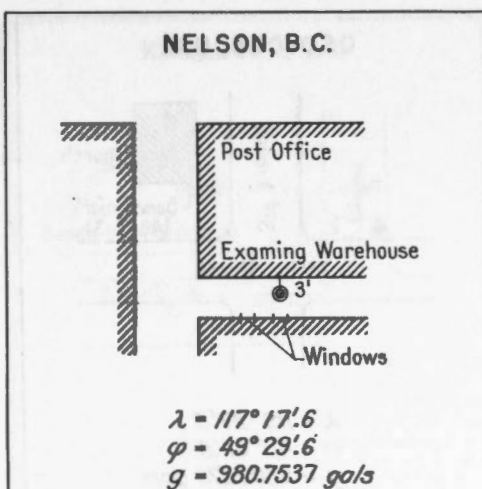 NELSON, B.C.
Post Office
Examing Warehouse
3'
Windows
λ = 117° 17'.6
φ = 49° 29'.6
g = 980.7537 gals